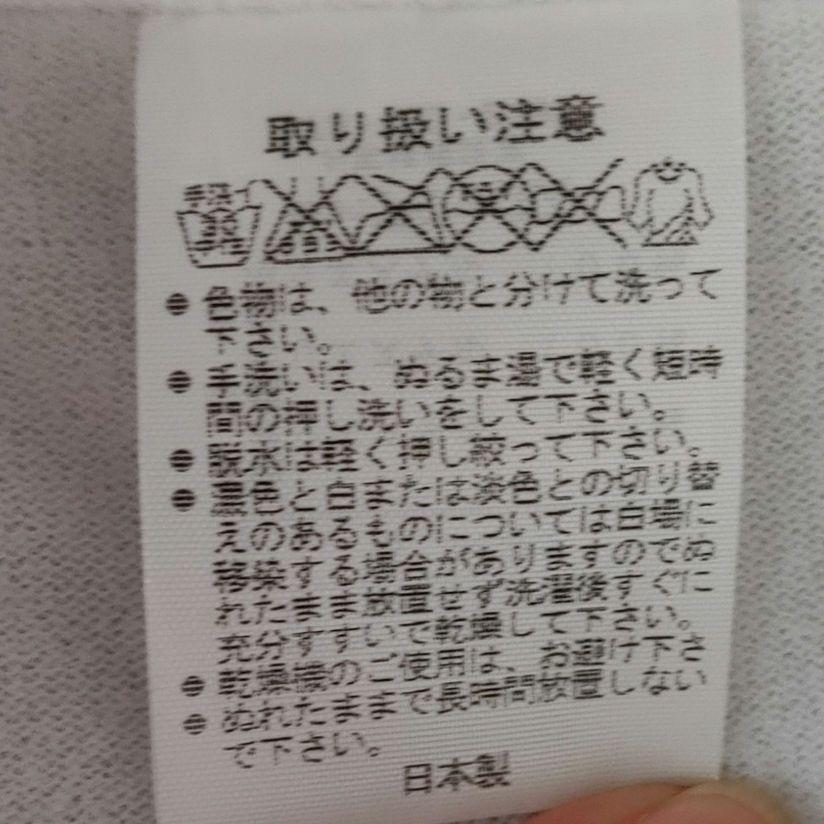 取り扱い注意
手洗イ
● 色物は、他の物と分けて洗って
下さい。
● 手洗いは、ぬるま湯で軽く短時
間の押し洗いをして下さい。
● 脱水は軽く押し絞って下さい。
● 濃色と白または淡色との切り替
えのあるものについては白場に
移染する場合がありますのでぬ
れたまま放置せず洗濯後すぐに
充分すすいで乾燥して下さい。
● 乾燥機のご使用は、お避け下さ
● ぬれたままで長時間放置しない
で下さい。
日本製